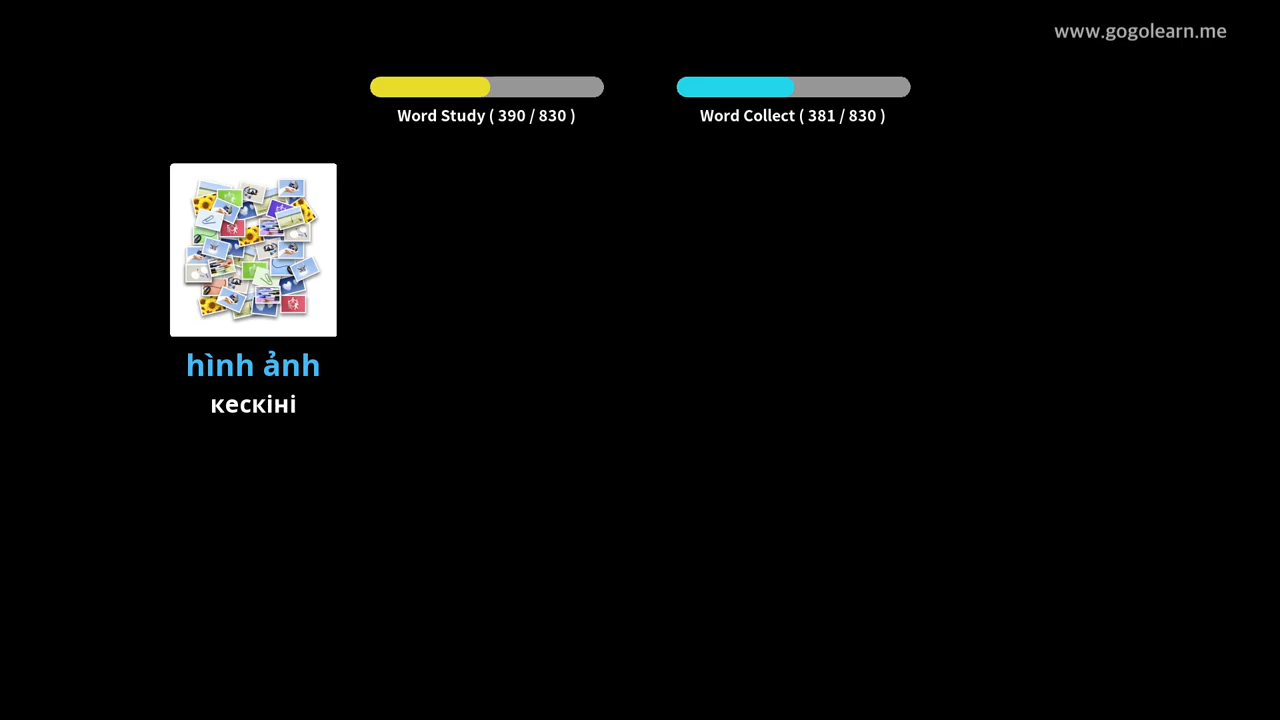 www.gogolearn.me
Word Study ( 390 / 830 )
Word Collect ( 381 / 830 )
hình ảnh
кескіні